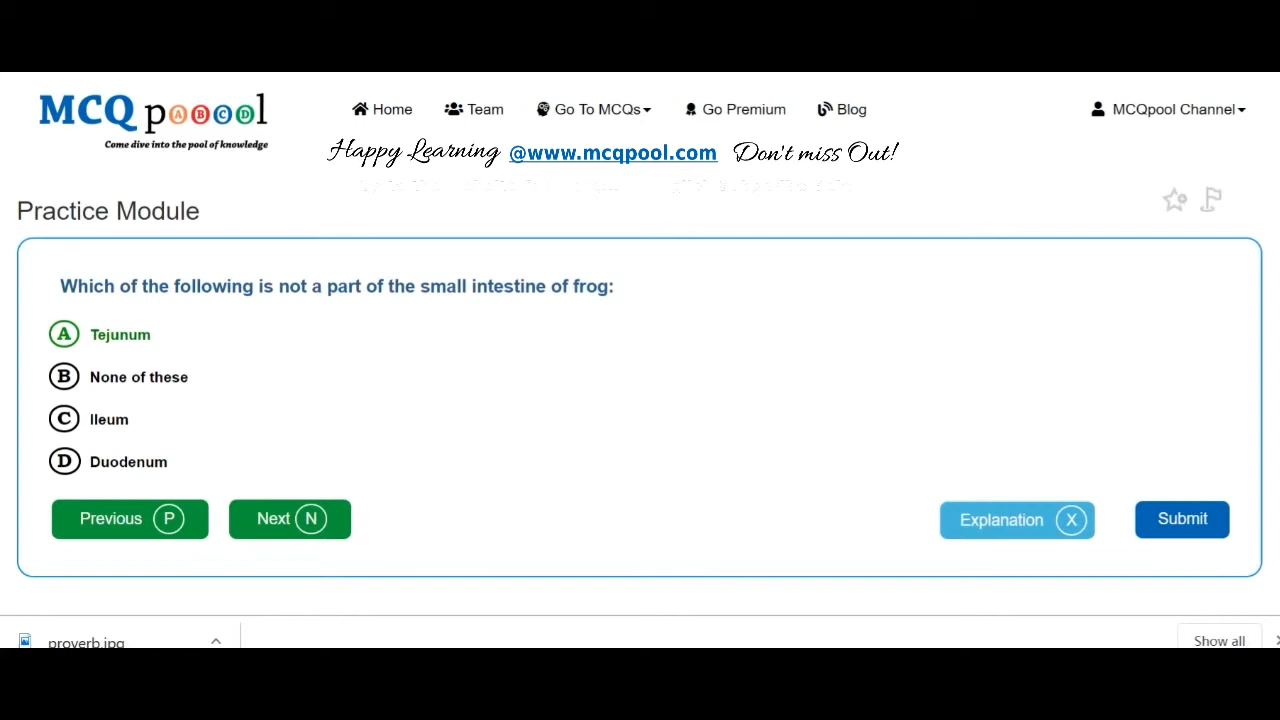 MCQ pABCDl
Come dive into the pool of knowledge
Home Team Go To MCQs Go Premium Blog MCQpool Channel
Happy Learning @www.mcqpool.com Don't miss Out!
Practice Module
Which of the following is not a part of the small intestine of frog:
A Tejunum
B None of these
C Ileum
D Duodenum
Previous P Next N Explanation X Submit
proverb.jpg Show all